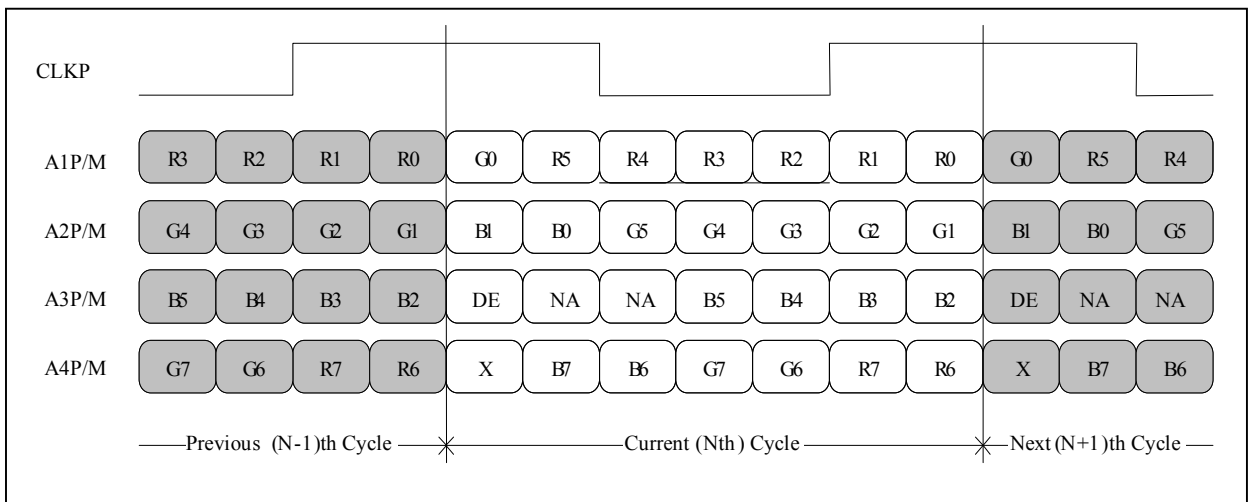 CLKP
A1P/M R3 R2 R1 R0 G0 R5 R4 R3 R2 R1 R0 G0 R5 R4
A2P/M G4 G3 G2 G1 B1 B0 G5 G4 G3 G2 G1 B1 B0 G5
A3P/M B5 B4 B3 B2 DE NA NA B5 B4 B3 B2 DE NA NA
A4P/M G7 G6 R7 R6 X B7 B6 G7 G6 R7 R6 X B7 B6
Previous (N-1)th Cycle Current (Nth) Cycle Next (N+1)th Cycle